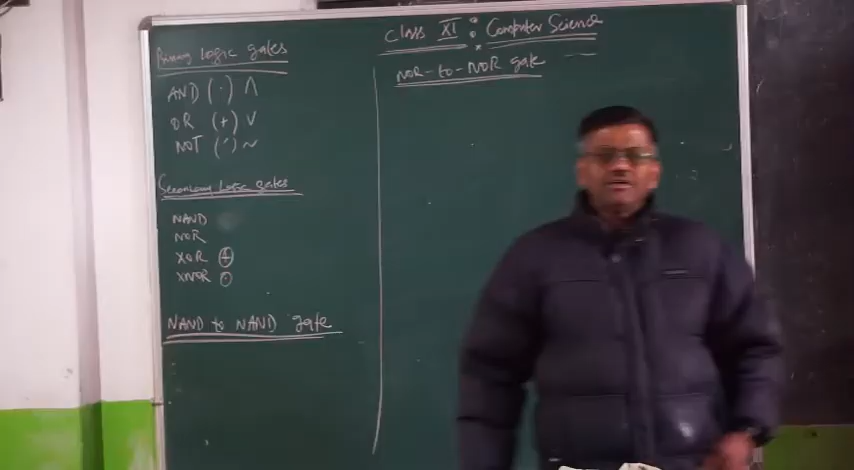 Class XI : Computer Science
Primary Logic gates
AND (·) ∧
OR (+) ∨
NOT (') ~
Secondary Logic gates
NAND
NOR
XOR ⊕
XNOR ⊙
NAND to NAND gate
NOR-to-NOR gate